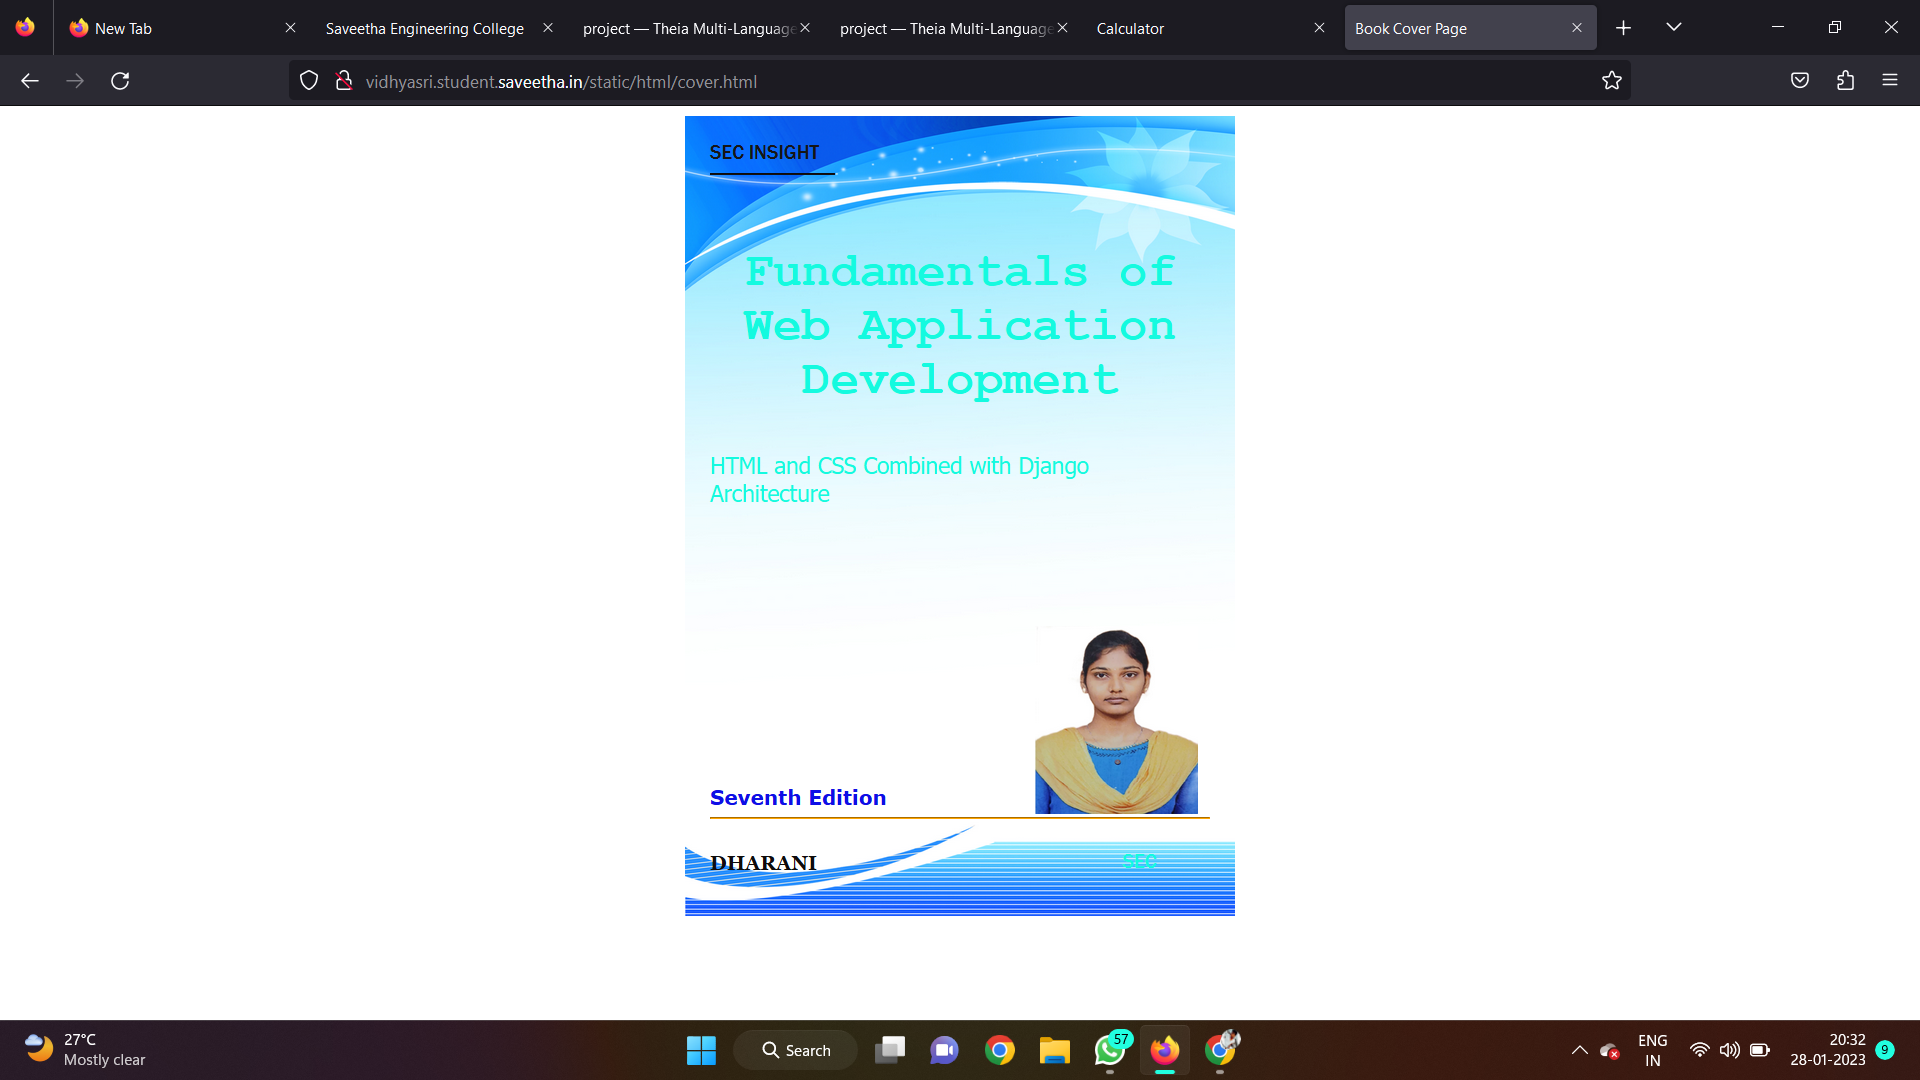 New Tab
Saveetha Engineering College
project — Theia Multi-Language
project — Theia Multi-Language
Calculator
Book Cover Page
vidhyasri.student.saveetha.in/static/html/cover.html
SEC INSIGHT
Fundamentals of
Web Application
Development
HTML and CSS Combined with Django
Architecture
Seventh Edition
DHARANI
SEC
27°C
Mostly clear
Search
57
ENG
IN
20:32
28-01-2023
9